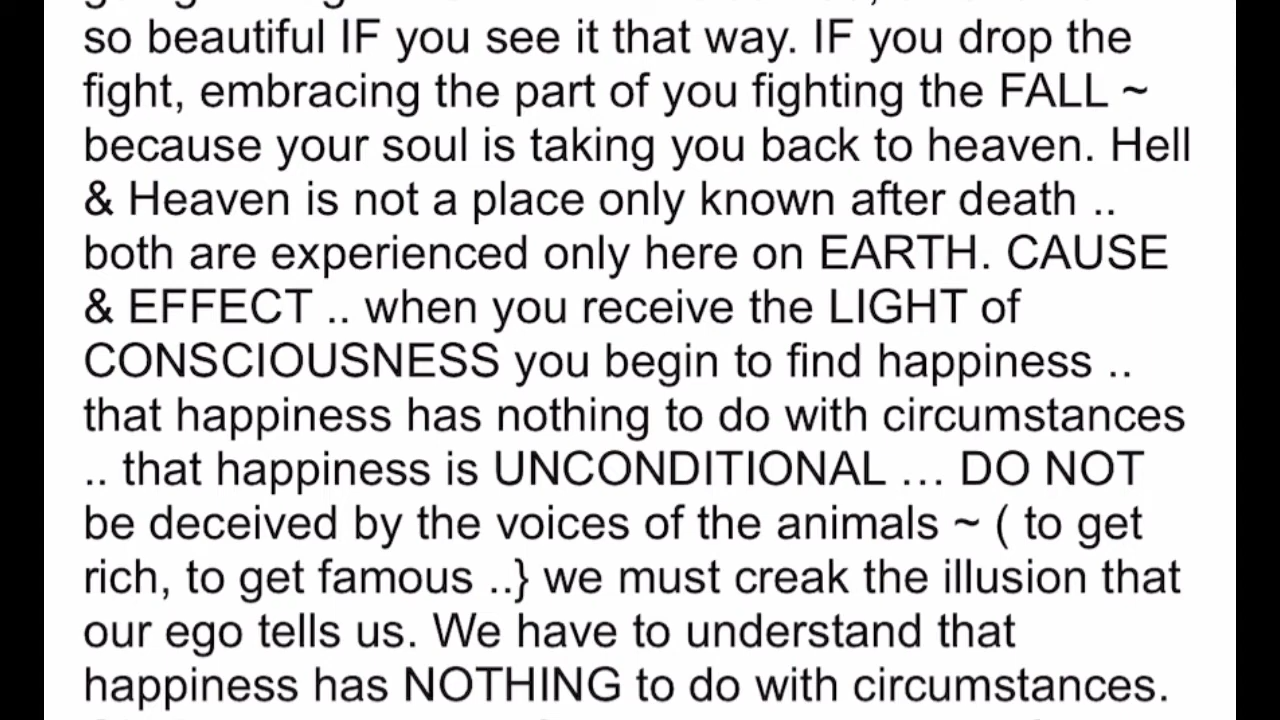 so beautiful IF you see it that way. IF you drop the
fight, embracing the part of you fighting the FALL ~
because your soul is taking you back to heaven. Hell
& Heaven is not a place only known after death ..
both are experienced only here on EARTH. CAUSE
& EFFECT .. when you receive the LIGHT of
CONSCIOUSNESS you begin to find happiness ..
that happiness has nothing to do with circumstances
.. that happiness is UNCONDITIONAL ... DO NOT
be deceived by the voices of the animals ~ ( to get
rich, to get famous ..} we must creak the illusion that
our ego tells us. We have to understand that
happiness has NOTHING to do with circumstances.